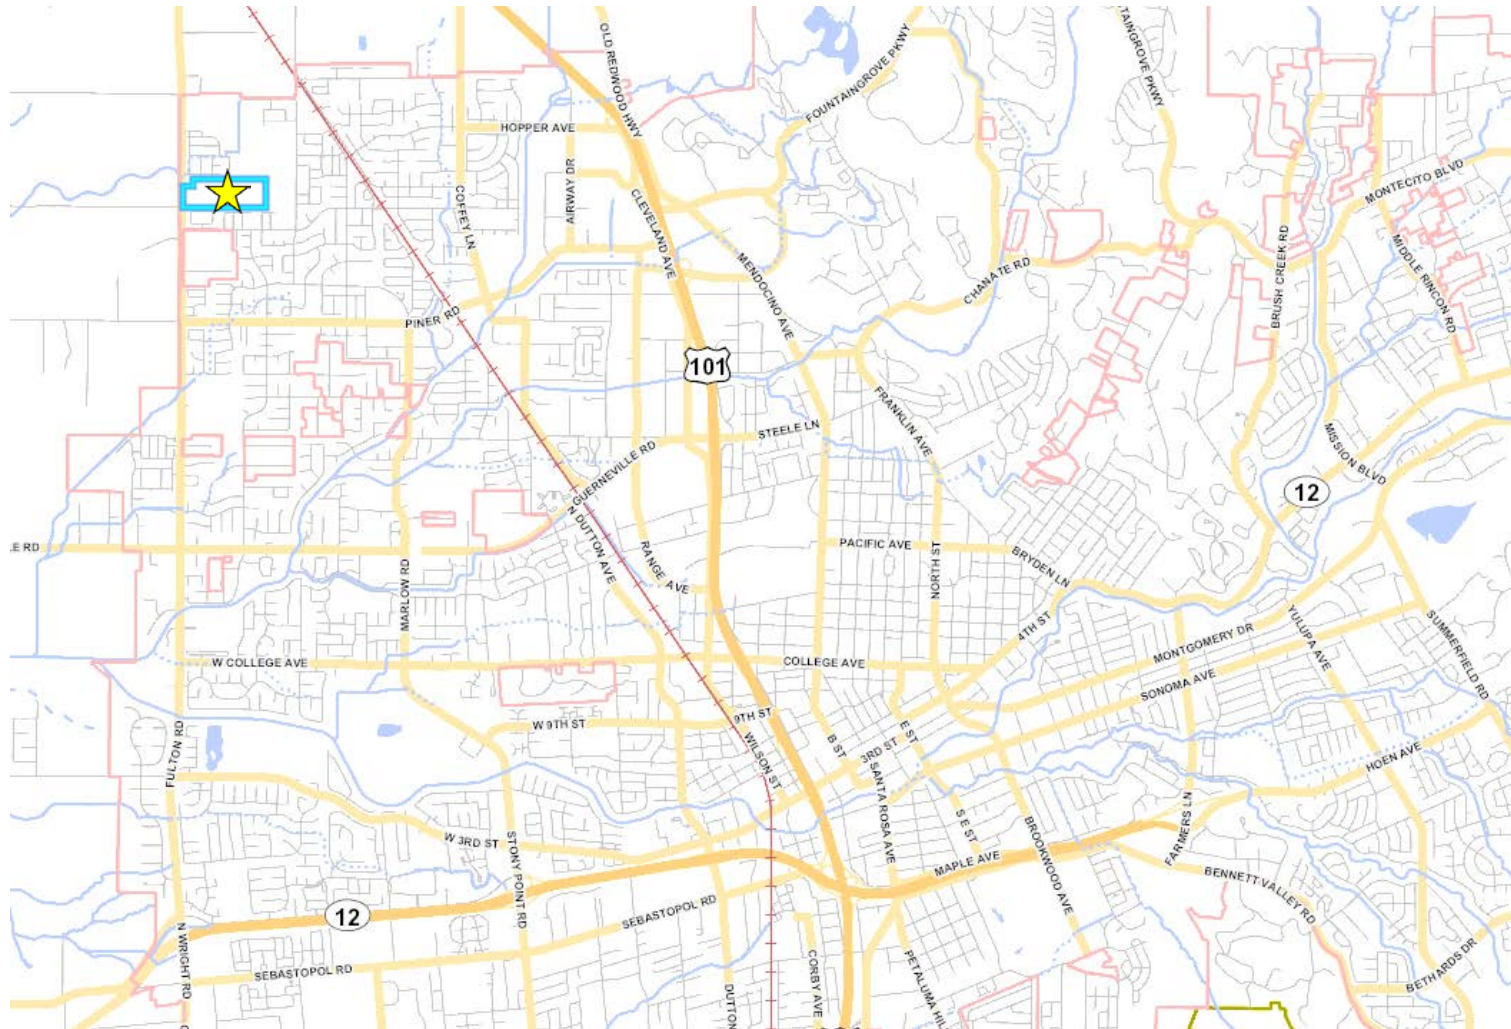 OLD REDWOOD HWY
FOUNTAINGROVE PKWY
TAINGROVE PKWY
HOPPER AVE
AIRWAY DR
COFFEY LN
CLEVELAND AVE
MENDOCINO AVE
MONTECITO BLVD
MIDDLE RINCON RD
BRUSH CREEK RD
CHANATE RD
PINER RD
101
FRANKLIN AVE
STEELE LN
MISSION BLVD
12
GUERNEVILLE RD
N DUTTON AVE
RANGE AVE
PACIFIC AVE
BRYDEN LN
NORTH ST
E RD
MARLOW RD
4TH ST
MONTGOMERY DR
YULUPA AVE
SUMMERFIELD RD
W COLLEGE AVE
COLLEGE AVE
SONOMA AVE
W 9TH ST
9TH ST
WILSON ST
B ST
3RD ST
E ST
FULTON RD
HOEN AVE
SANTA ROSA AVE
S E ST
W 3RD ST
STONY POINT RD
MAPLE AVE
BROOKWOOD AVE
FARMERS LN
BENNETT VALLEY RD
12
SEBASTOPOL RD
N WRIGHT RD
SEBASTOPOL RD
CORBY AVE
PETALUMA HIL
BETHARDS DR
DUTTON